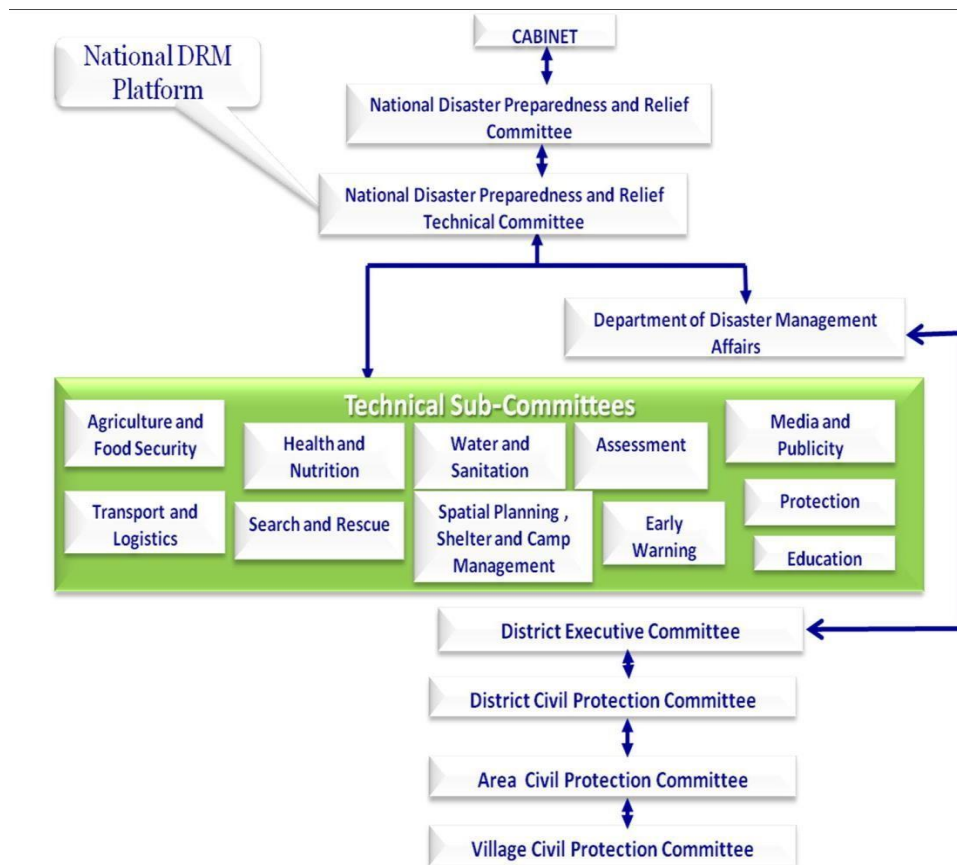 National DRM
Platform
CABINET
National Disaster Preparedness and Relief
Committee
National Disaster Preparedness and Relief
Technical Committee
Department of Disaster Management
Affairs
Technical Sub-Committees
Agriculture and
Food Security
Health and
Nutrition
Water and
Sanitation
Assessment
Media and
Publicity
Transport and
Logistics
Search and Rescue
Spatial Planning ,
Shelter and Camp
Management
Early
Warning
Protection
Education
District Executive Committee
District Civil Protection Committee
Area Civil Protection Committee
Village Civil Protection Committee